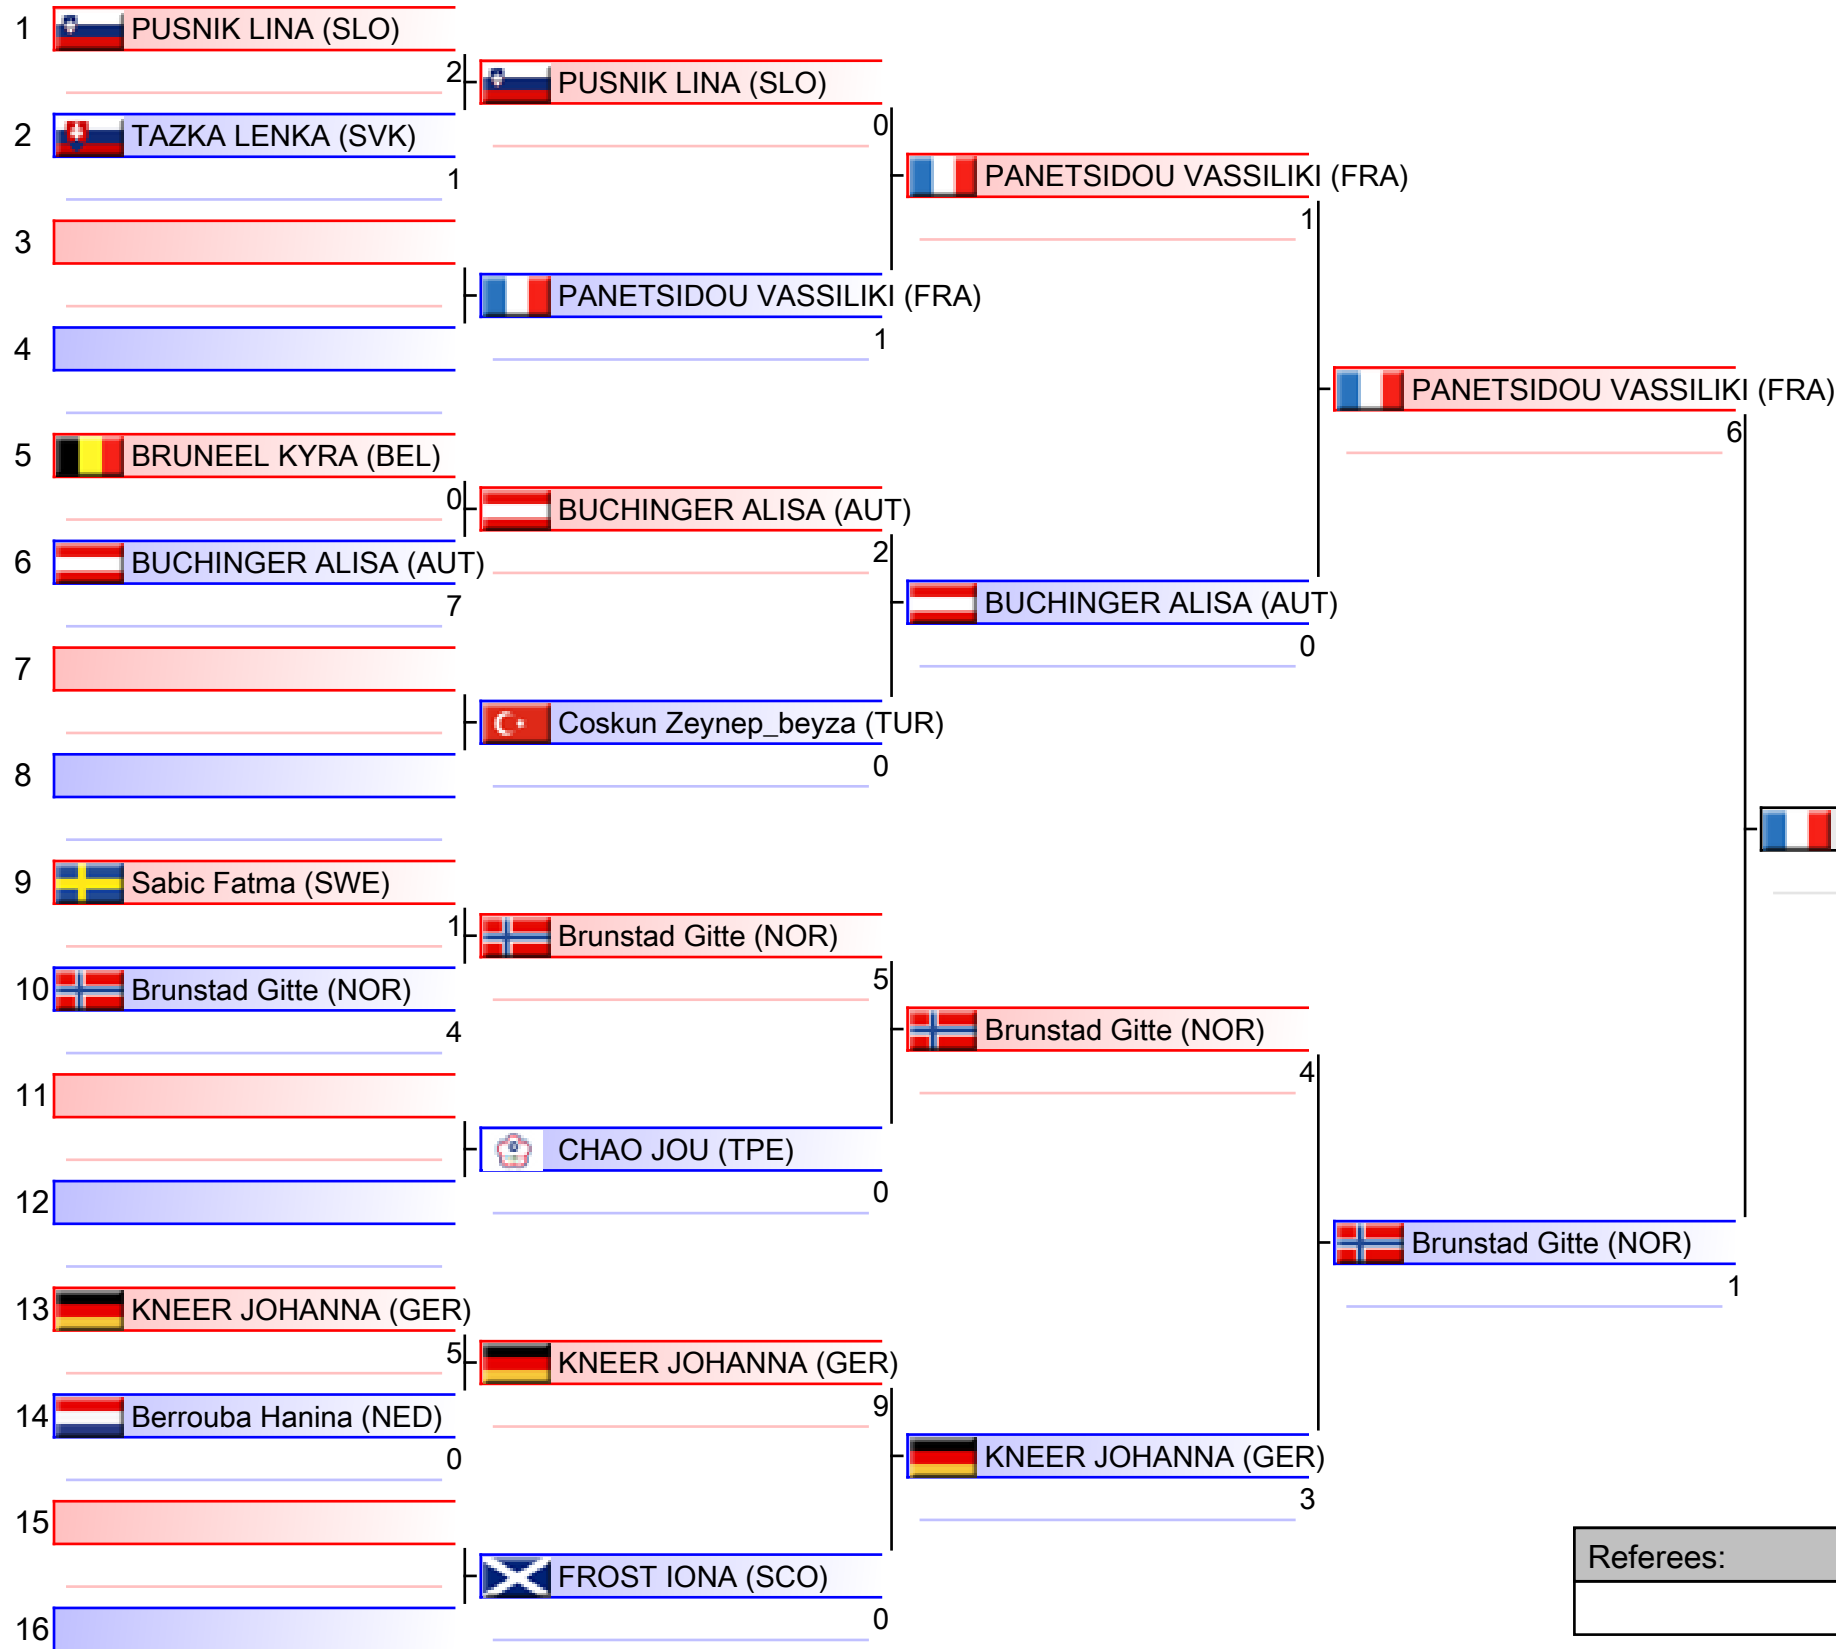 1 PUSNIK LINA (SLO)
2
2 TAZKA LENKA (SVK)
1
3
4
5 BRUNEEL KYRA (BEL)
0
6 BUCHINGER ALISA (AUT)
7
7
8
9 Sabic Fatma (SWE)
1
10 Brunstad Gitte (NOR)
4
11
12
13 KNEER JOHANNA (GER)
5
14 Berrouba Hanina (NED)
0
15
16
PUSNIK LINA (SLO)
0
PANETSIDOU VASSILIKI (FRA)
1
BUCHINGER ALISA (AUT)
2
Coskun Zeynep_beyza (TUR)
0
Brunstad Gitte (NOR)
5
CHAO JOU (TPE)
0
KNEER JOHANNA (GER)
9
FROST IONA (SCO)
0
PANETSIDOU VASSILIKI (FRA)
1
BUCHINGER ALISA (AUT)
0
Brunstad Gitte (NOR)
4
KNEER JOHANNA (GER)
3
PANETSIDOU VASSILIKI (FRA)
6
Brunstad Gitte (NOR)
1
Referees: